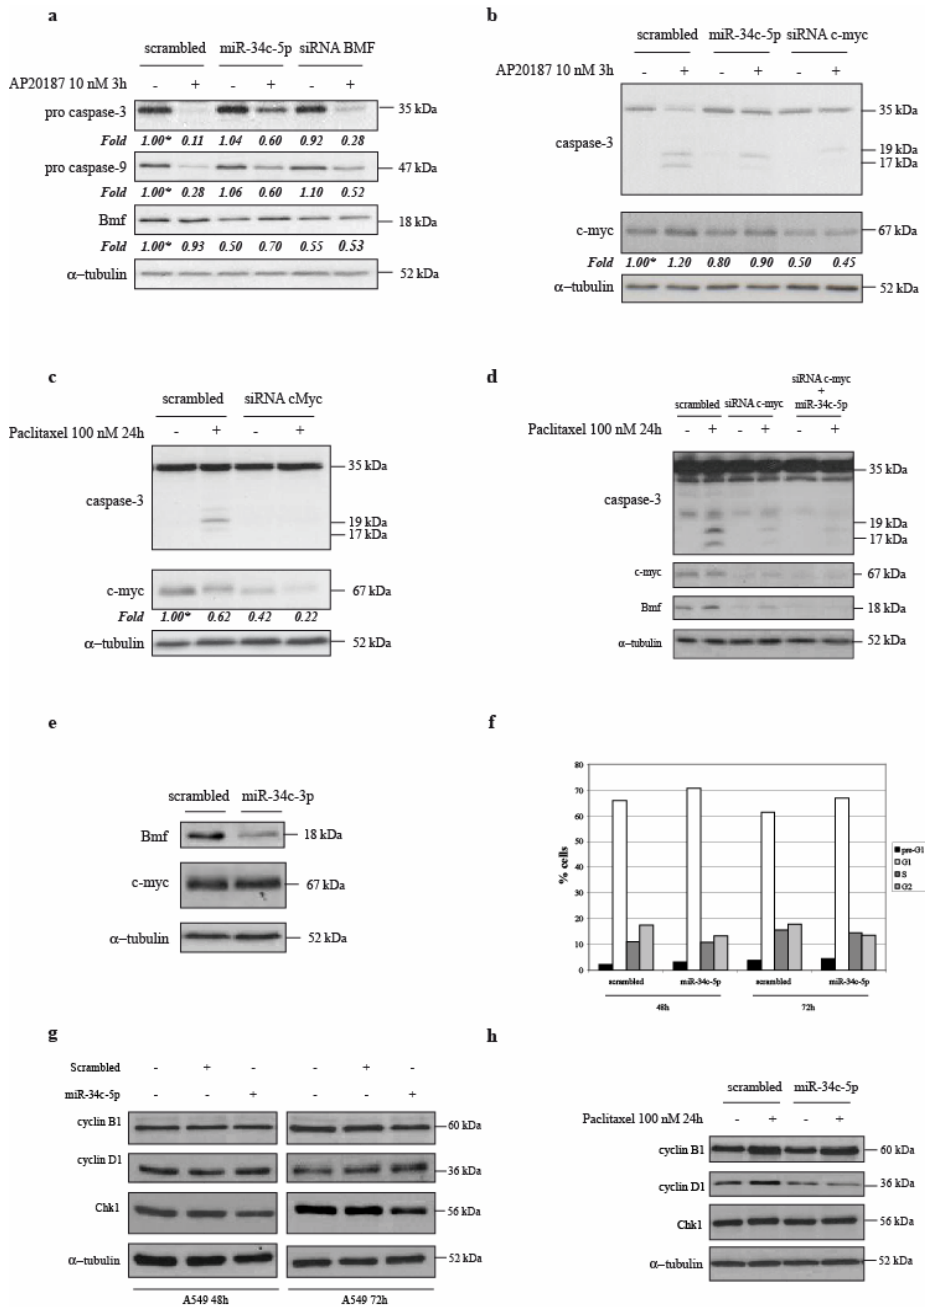 a
scrambled miR-34c-5p siRNA BMF
AP20187 10 nM 3h - + - + - +
pro caspase-3 35 kDa
Fold 1.00* 0.11 1.04 0.60 0.92 0.28
pro caspase-9 47 kDa
Fold 1.00* 0.28 1.06 0.60 1.10 0.52
Bmf 18 kDa
Fold 1.00* 0.93 0.50 0.70 0.55 0.53
α-tubulin 52 kDa
b
scrambled miR-34c-5p siRNA c-myc
AP20187 10 nM 3h - + - + - +
35 kDa
caspase-3
19 kDa
17 kDa
c-myc 67 kDa
Fold 1.00* 1.20 0.80 0.90 0.50 0.45
α-tubulin 52 kDa
c
scrambled siRNA cMyc
Paclitaxel 100 nM 24h - + - +
35 kDa
caspase-3
19 kDa
17 kDa
c-myc 67 kDa
Fold 1.00* 0.62 0.42 0.22
α-tubulin 52 kDa
d
siRNA c-myc
+
scrambled siRNA c-myc miR-34c-5p
Paclitaxel 100 nM 24h - + - + - +
35 kDa
caspase-3
19 kDa
17 kDa
c-myc 67 kDa
Bmf 18 kDa
α-tubulin 52 kDa
e
scrambled miR-34c-3p
Bmf 18 kDa
c-myc 67 kDa
α-tubulin 52 kDa
f
80
70
60
50
40
30
20
10
0
% cells
scrambled miR-34c-5p scrambled miR-34c-5p
48h 72h
pre-G1
G1
S
G2
g
Scrambled - + - - + -
miR-34c-5p - - + - - +
cyclin B1 60 kDa
cyclin D1 36 kDa
Chk1 56 kDa
α-tubulin 52 kDa
A549 48h A549 72h
h
scrambled miR-34c-5p
Paclitaxel 100 nM 24h - + - +
cyclin B1 60 kDa
cyclin D1 36 kDa
Chk1 56 kDa
α-tubulin 52 kDa